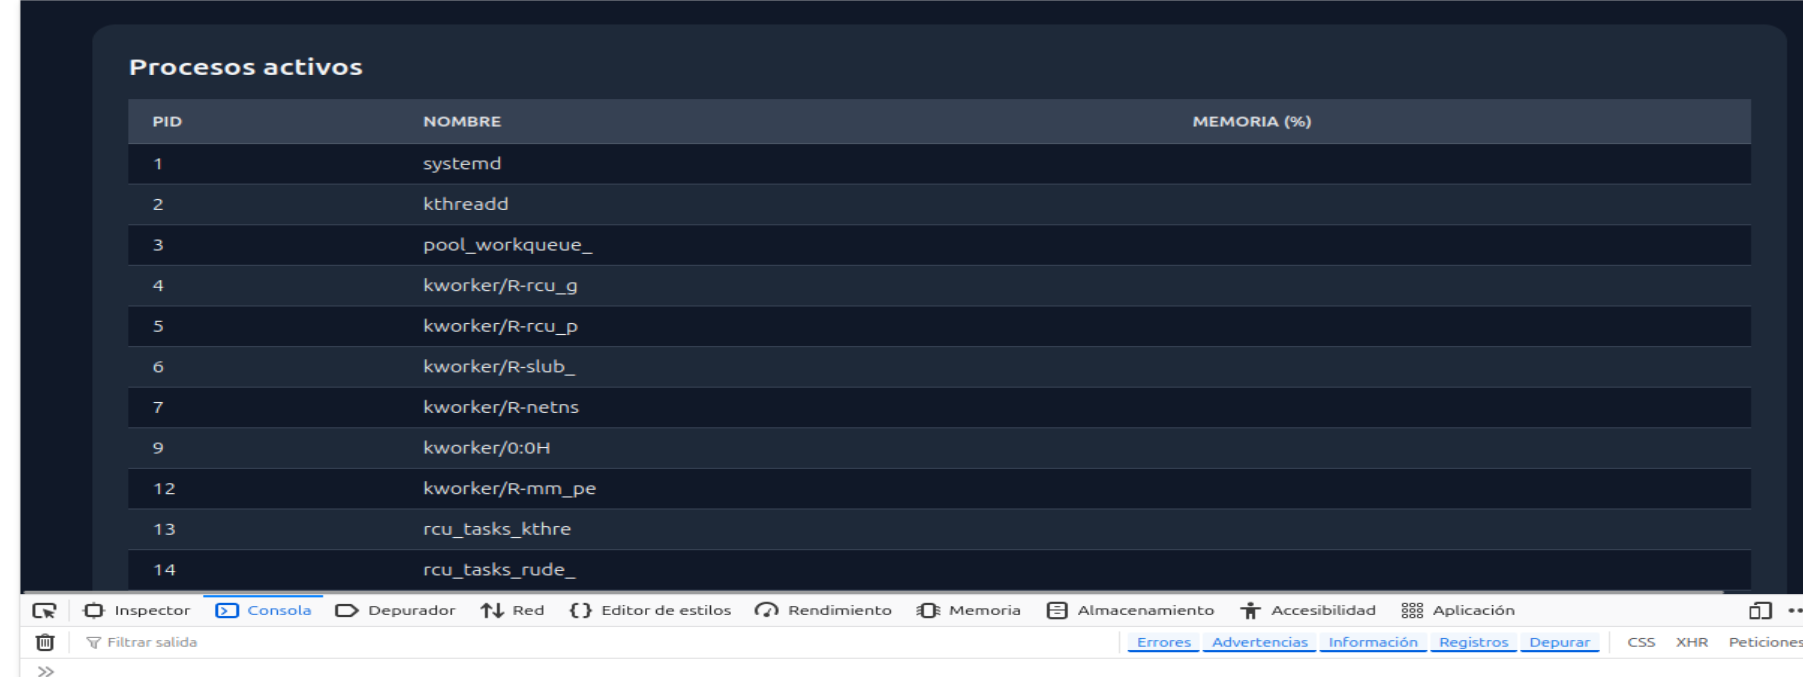 Procesos activos
PID NOMBRE MEMORIA (%)
1 systemd
2 kthreadd
3 pool_workqueue_
4 kworker/R-rcu_g
5 kworker/R-rcu_p
6 kworker/R-slub_
7 kworker/R-netns
9 kworker/0:0H
12 kworker/R-mm_pe
13 rcu_tasks_kthre
14 rcu_tasks_rude_
Inspector Consola Depurador Red Editor de estilos Rendimiento Memoria Almacenamiento Accesibilidad Aplicación
Filtrar salida Errores Advertencias Información Registros Depurar CSS XHR Peticiones